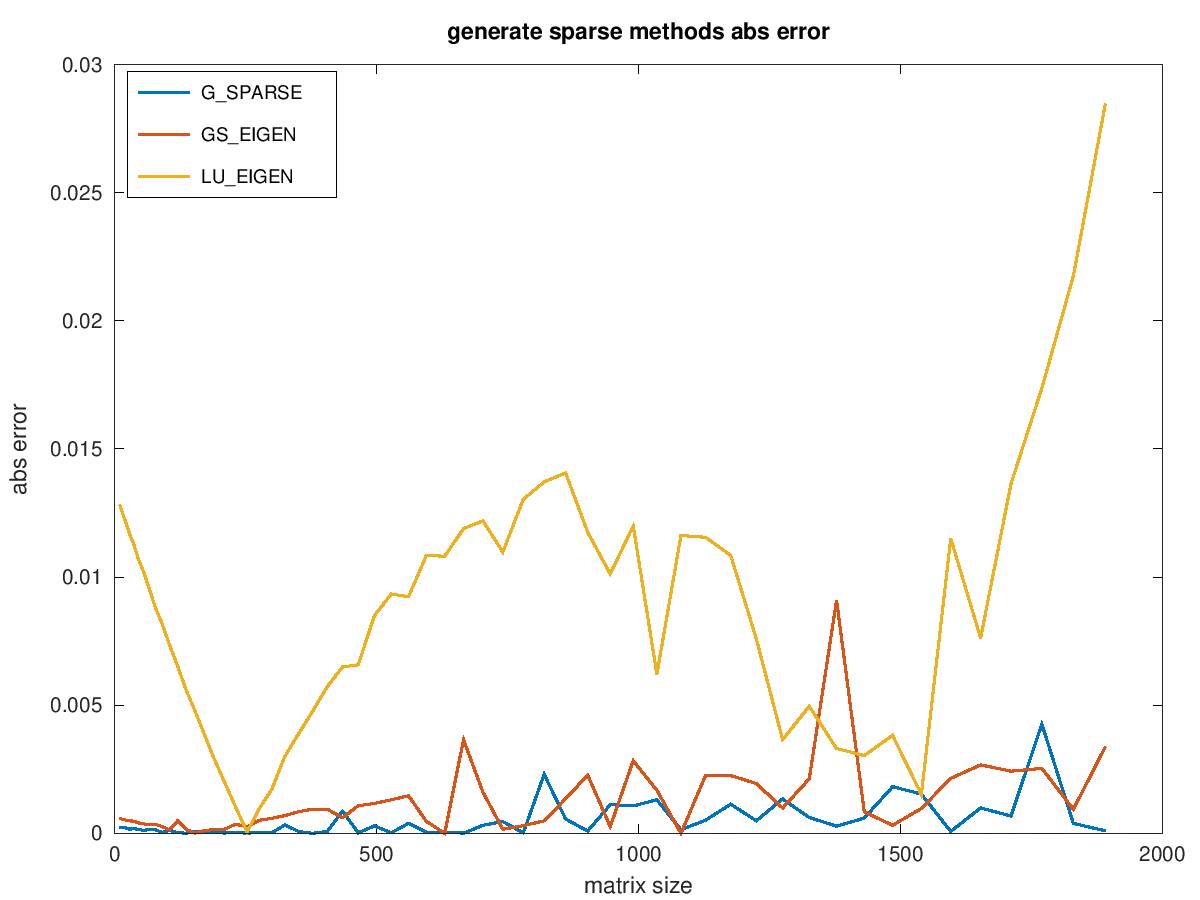 generate sparse methods abs error
0.03
0.025
0.02
0.015
0.01
0.005
0
G_SPARSE
GS_EIGEN
LU_EIGEN
abs error
0 500 1000 1500 2000
matrix size